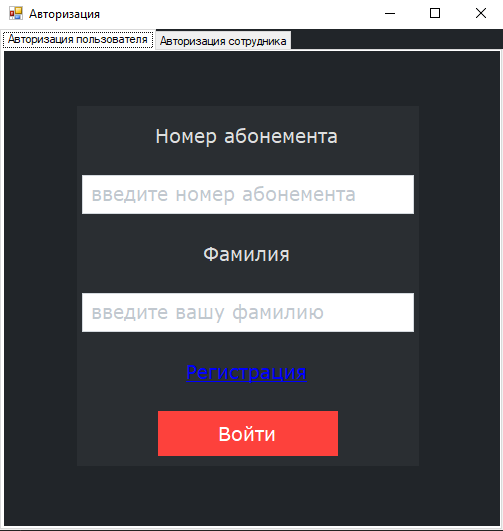 Авторизация
Авторизация пользователя
Авторизация сотрудника
Номер абонемента
введите номер абонемента
Фамилия
введите вашу фамилию
Регистрация
Войти